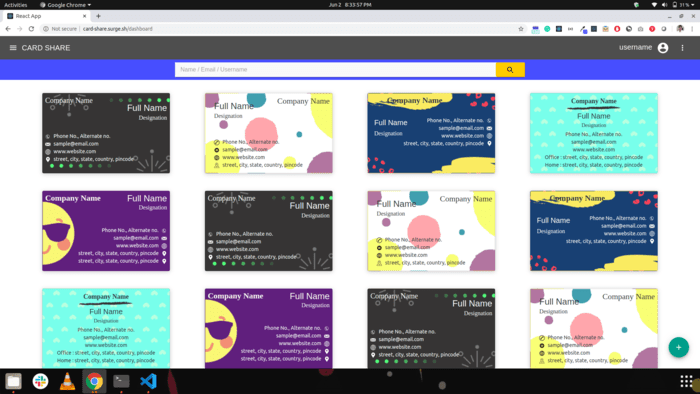 Activities
Google Chrome
Jun 2 8:33:57 PM
31%
React App
Not secure
card-share.surge.sh/dashboard
CARD SHARE
username
Name / Email / Username
Company Name
Full Name
Designation
Phone No., Alternate no.
sample@email.com
www.website.com
street, city, state, country, pincode
Company Name
Full Name
Designation
Phone No., Alternate no.
sample@email.com
www.website.com
street, city, state, country, pincode
Company Name
Full Name
Designation
Phone No., Alternate no.
sample@email.com
www.website.com
street, city, state, country, pincode
Company Name
Full Name
Designation
Phone No., Alternate no.
sample@email.com
www.website.com
Office : street, city, state, country, pincode
Home : street, city, state, country, pincode
Company Name
Full Name
Designation
Phone No., Alternate no.
sample@email.com
www.website.com
street, city, state, country, pincode
Company Name
Full Name
Designation
Phone No., Alternate no.
sample@email.com
www.website.com
street, city, state, country, pincode
Company Name
Full Name
Designation
Phone No., Alternate no.
sample@email.com
www.website.com
street, city, state, country, pincode
Company Name
Full Name
Designation
Phone No., Alternate no.
sample@email.com
www.website.com
street, city, state, country, pincode
Company Name
Full Name
Designation
Phone No., Alternate no.
sample@email.com
www.website.com
Office : street, city, state, country, pincode
Home : street, city, state, country, pincode
Company Name
Full Name
Designation
Phone No., Alternate no.
sample@email.com
www.website.com
street, city, state, country, pincode
Company Name
Full Name
Designation
Phone No., Alternate no.
sample@email.com
www.website.com
street, city, state, country, pincode
Company Name
Full Name
Designation
Phone No., Alternate no.
sample@email.com
www.website.com
street, city, state, country, pincode